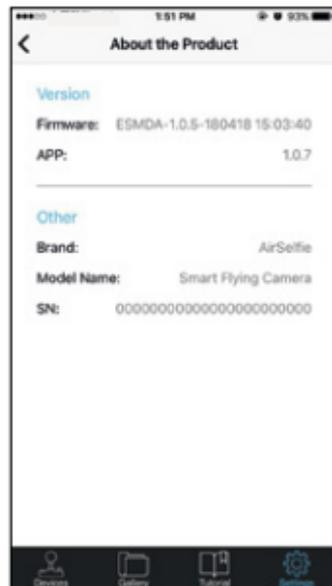 1:51 PM 93%
About the Product
Version
Firmware: ESMDA-1.0.5-180418 15:03:40
APP: 1.0.7
Other
Brand: AirSelfie
Model Name: Smart Flying Camera
SN: 000000000000000000000000
Devices Gallery Tutorial Settings